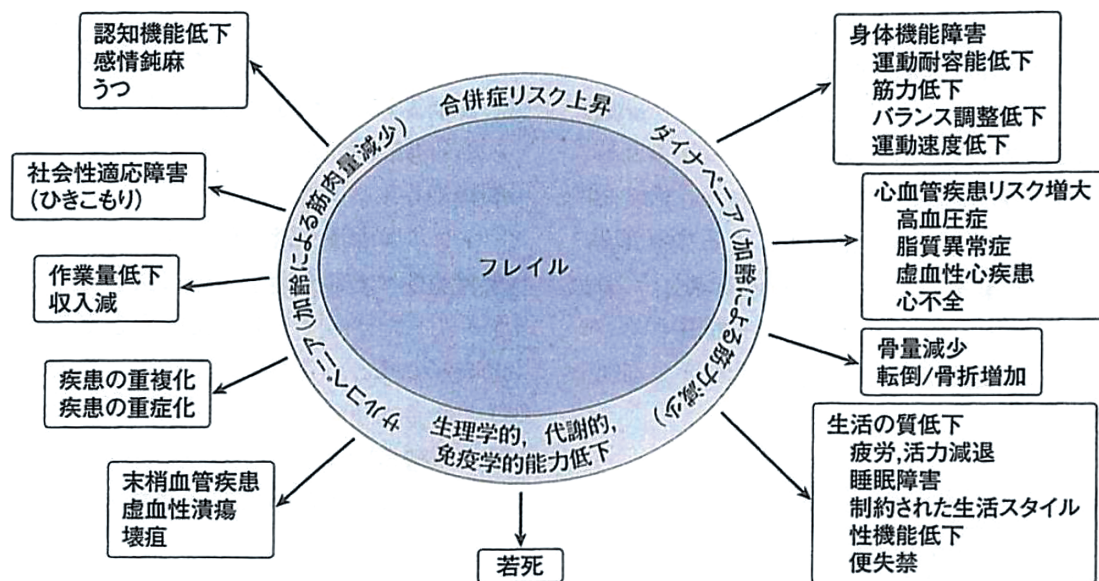 認知機能低下
感情鈍麻
うつ
社会性適応障害
(ひきこもり)
作業量低下
収入減
疾患の重複化
疾患の重症化
末梢血管疾患
虚血性潰瘍
壊疽
合併症リスク上昇
サルコペニア(加齢による筋肉量減少)
ダイナペニア(加齢による筋力減少)
フレイル
生理学的, 代謝的,
免疫学的能力低下
若死
身体機能障害
運動耐容能低下
筋力低下
バランス調整低下
運動速度低下
心血管疾患リスク増大
高血圧症
脂質異常症
虚血性心疾患
心不全
骨量減少
転倒/骨折増加
生活の質低下
疲労,活力減退
睡眠障害
制約された生活スタイル
性機能低下
便失禁